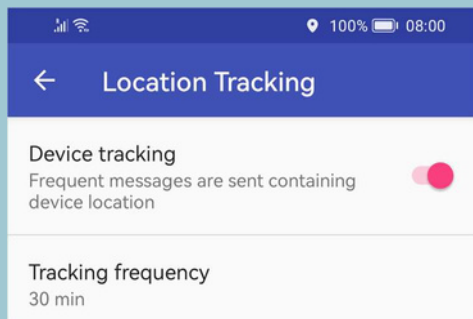 100% 08:00
Location Tracking
Device tracking
Frequent messages are sent containing
device location
Tracking frequency
30 min